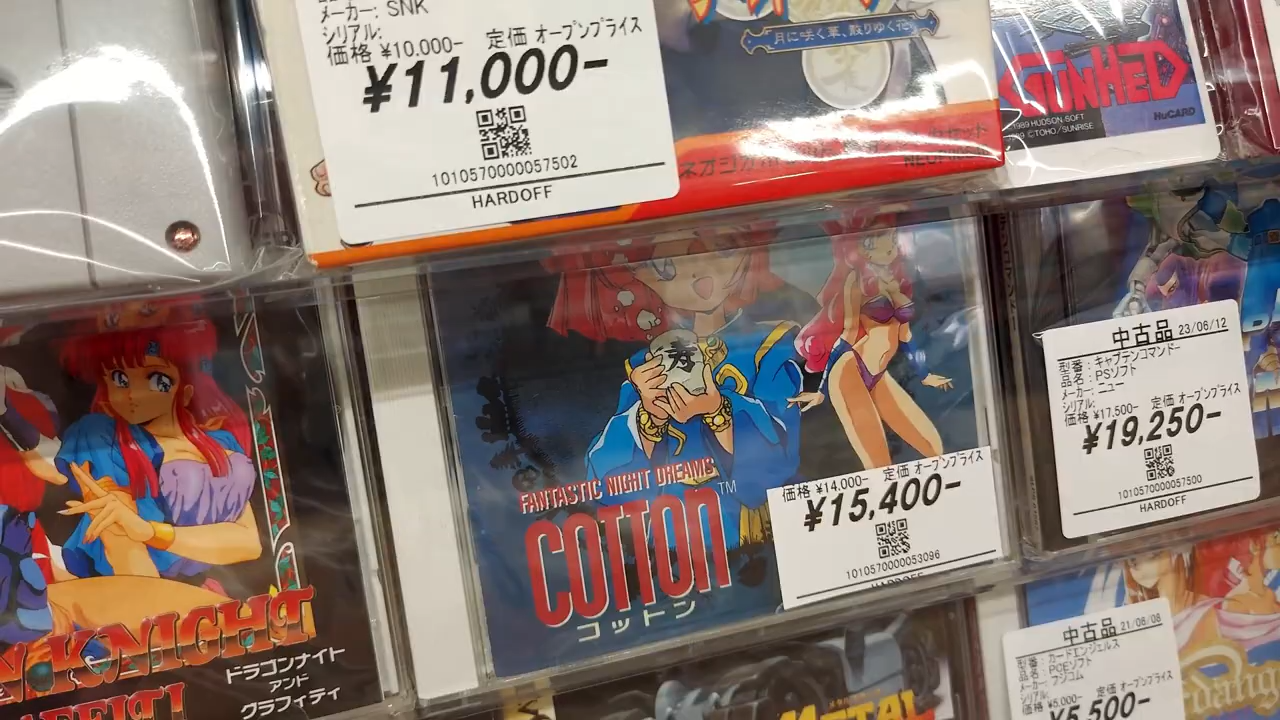 メーカー: SNK
シリアル:
価格 ¥10,000- 定価 オープンプライス
¥11,000-
1010570000057502
HARDOFF
月に咲く華、散りゆく花
GUNHED
1989 HUDSON SOFT
©TOHO/SUNRISE
HuCARD
寿
FANTASTIC NIGHT DREAMS
COTTON™
コットン
価格 ¥14,000- 定価 オープンプライス
¥15,400-
1010570000053096
HARDOFF
中古品 23/06/12
型番: キャプテンコマンドー
品名: PSソフト
メーカー: ニュー
シリアル:
価格 ¥17,500- 定価 オープンプライス
¥19,250-
1010570000057500
HARDOFF
KNIGHT
ドラゴンナイト
アンド
グラフィティ
METAL
中古品 21/06/08
型番: カードエンジェルス
品名: PCEソフト
メーカー: フジコム
シリアル:
価格 ¥5,000- 定価 オープンプライス
¥5,500-